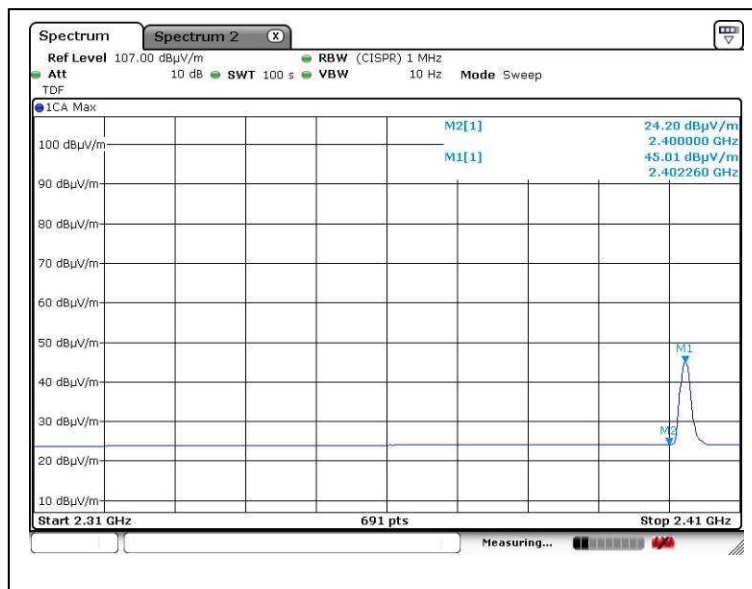 Spectrum Spectrum 2 X
Ref Level 107.00 dBµV/m RBW (CISPR) 1 MHz
Att 10 dB SWT 100 s VBW 10 Hz Mode Sweep
TDF
1CA Max
M2[1] 24.20 dBµV/m
2.400000 GHz
M1[1] 45.01 dBµV/m
2.402260 GHz
100 dBµV/m
90 dBµV/m
80 dBµV/m
70 dBµV/m
60 dBµV/m
50 dBµV/m
M1
40 dBµV/m
30 dBµV/m
M2
20 dBµV/m
10 dBµV/m
Start 2.31 GHz 691 pts Stop 2.41 GHz
Measuring...